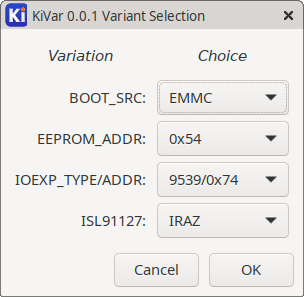 Ki KiVar 0.0.1 Variant Selection
Variation Choice
BOOT_SRC: EMMC
EEPROM_ADDR: 0x54
IOEXP_TYPE/ADDR: 9539/0x74
ISL91127: IRAZ
Cancel OK